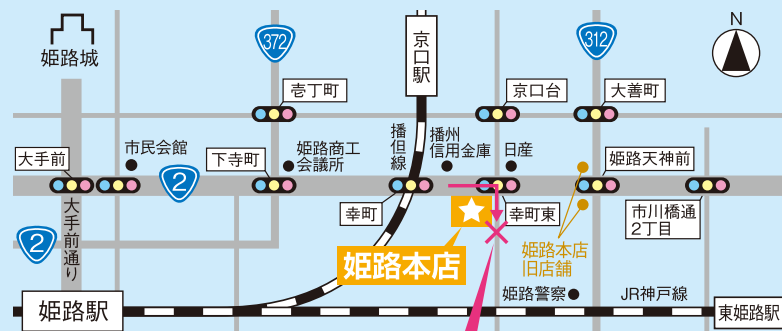 姫路城
372
京口駅
312
N
壱丁町
京口台
大善町
大手前
市民会館
下寺町
姫路商工
会議所
播但線
播州
信用金庫
日産
姫路天神前
2
幸町
幸町東
市川橋通
2丁目
大手前通り
2
姫路本店
姫路本店
旧店舗
姫路駅
姫路警察
JR神戸線
東姫路駅